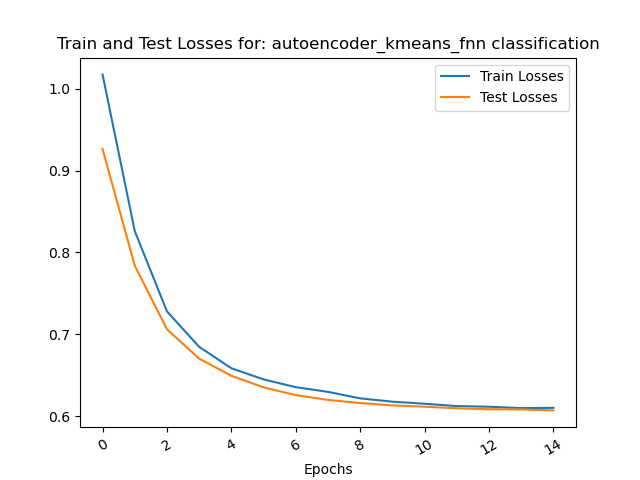 Train and Test Losses for: autoencoder_kmeans_fnn classification
Train Losses
Test Losses
1.0
0.9
0.8
0.7
0.6
0 2 4 6 8 10 12 14
Epochs